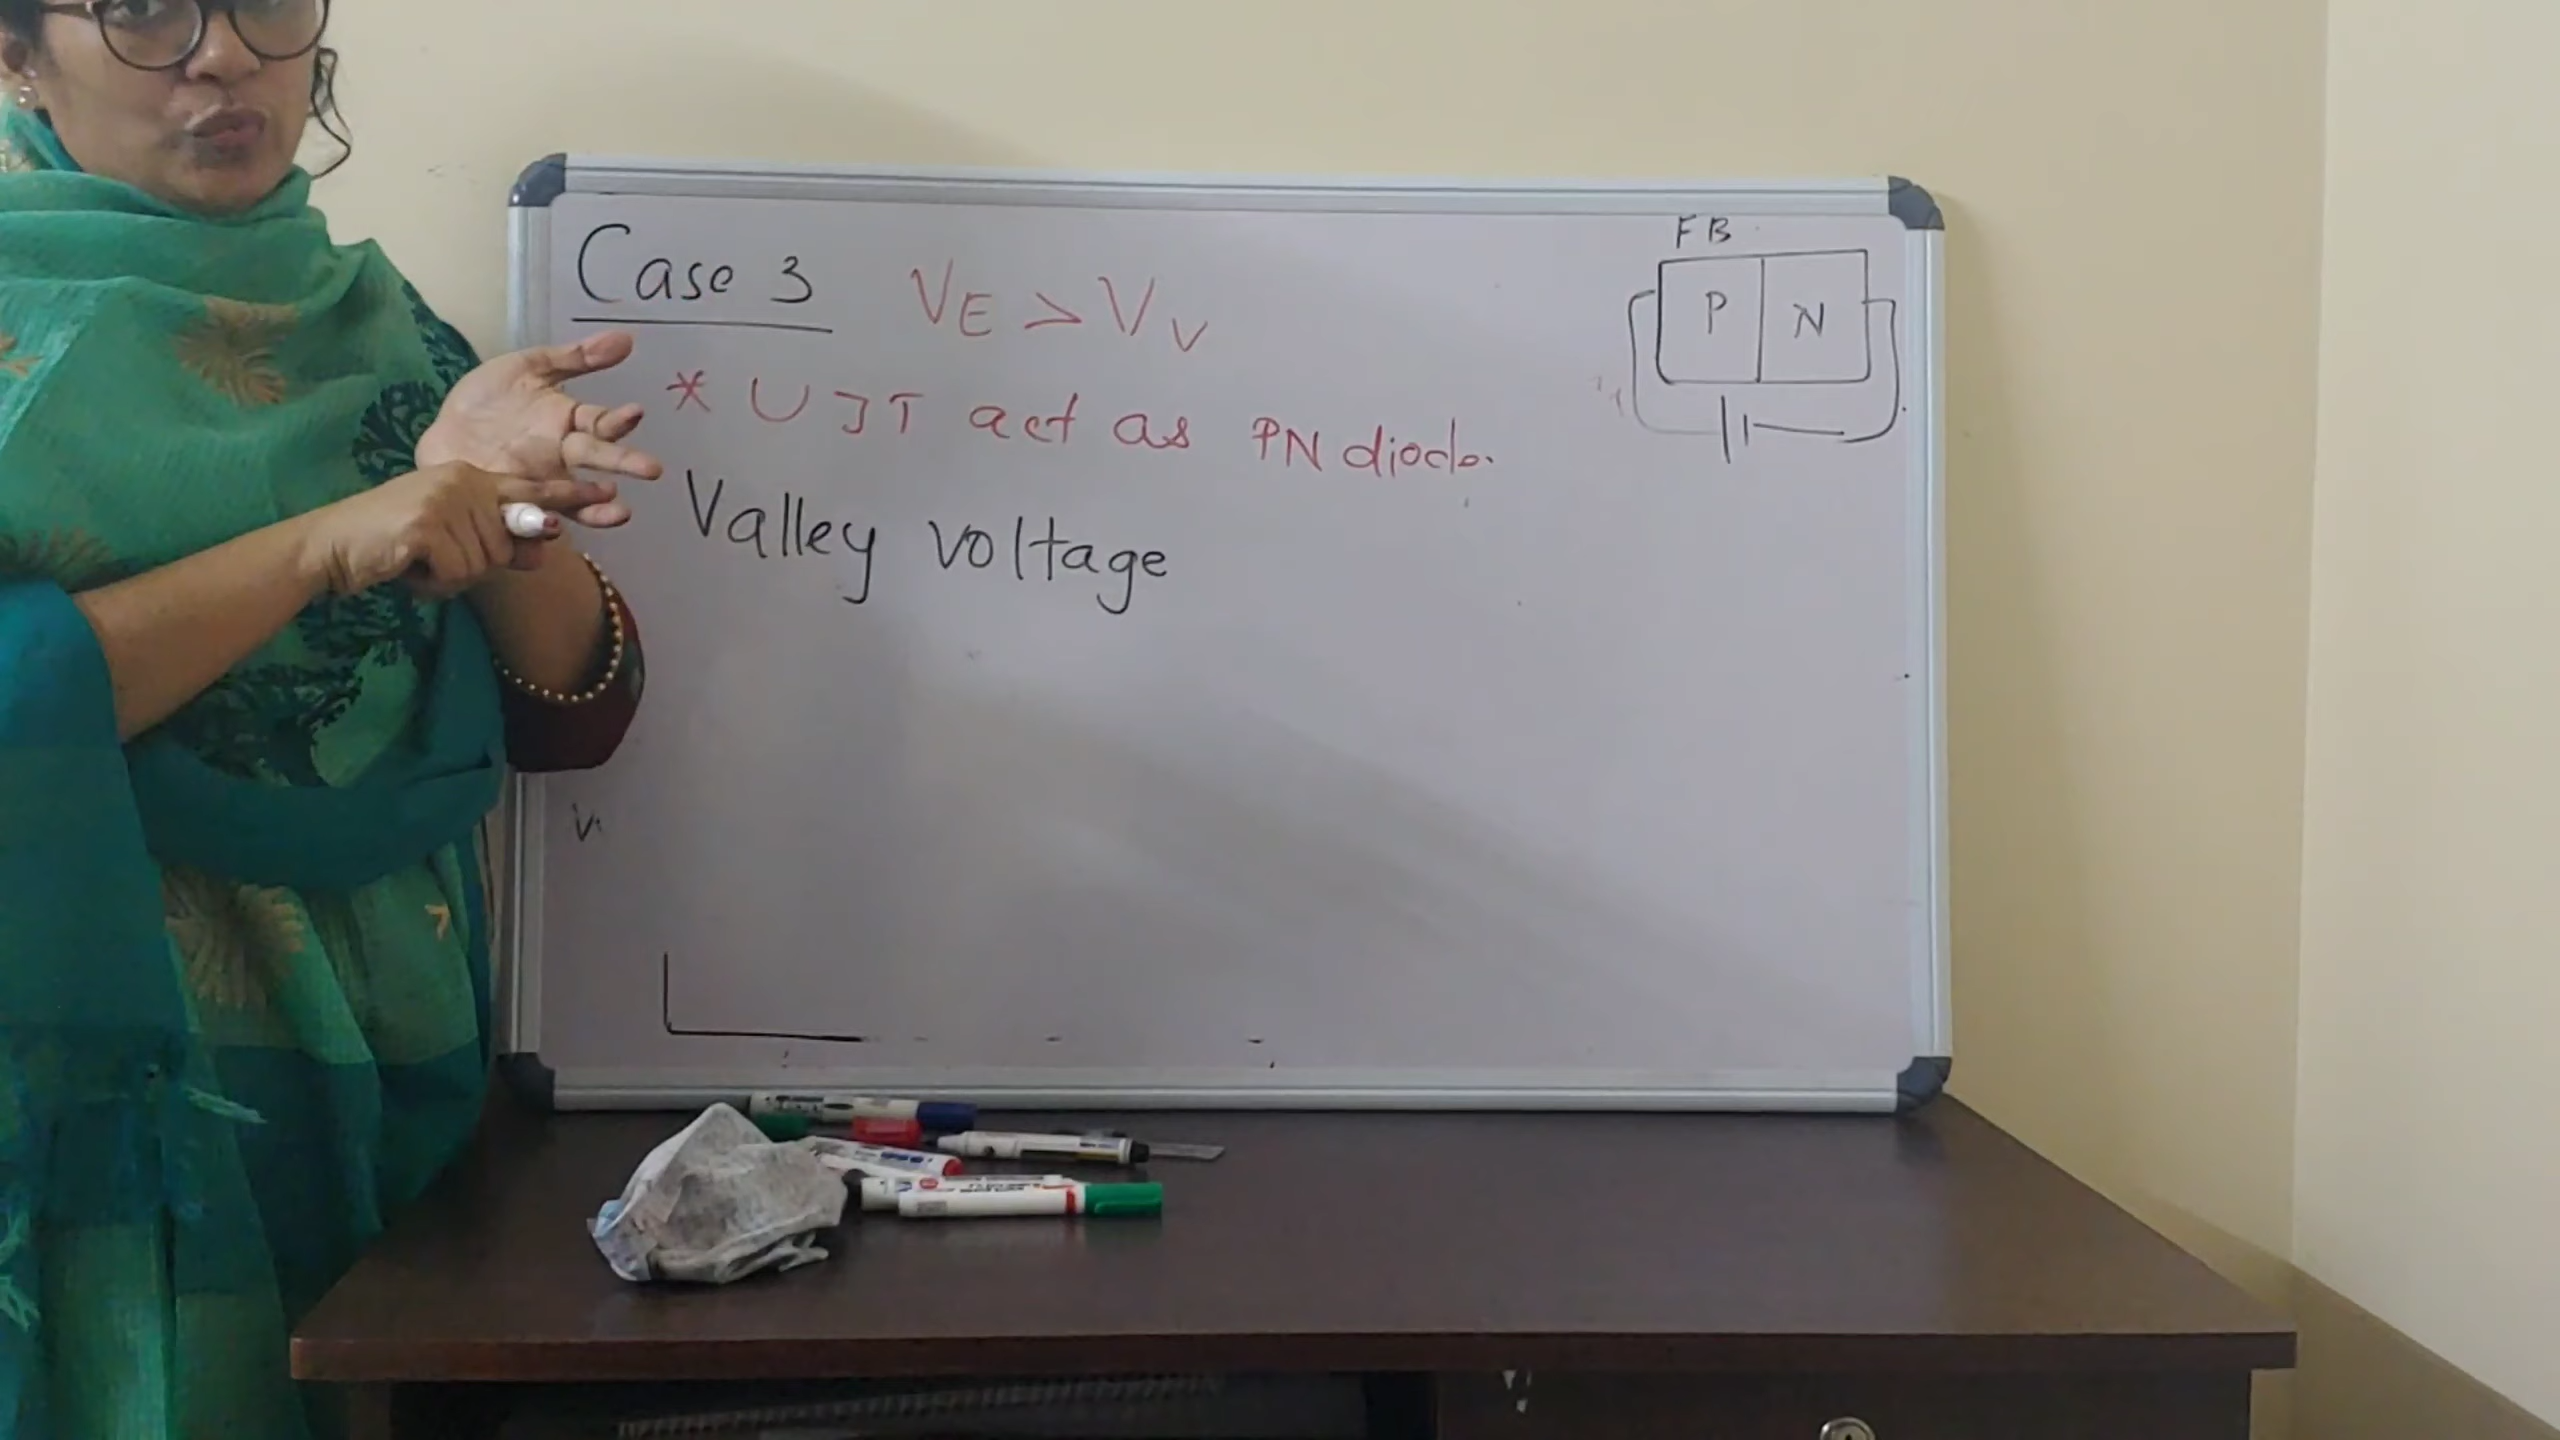 Case 3 VE > VV
* UJT act as PN diode.
Valley voltage
FB
P N